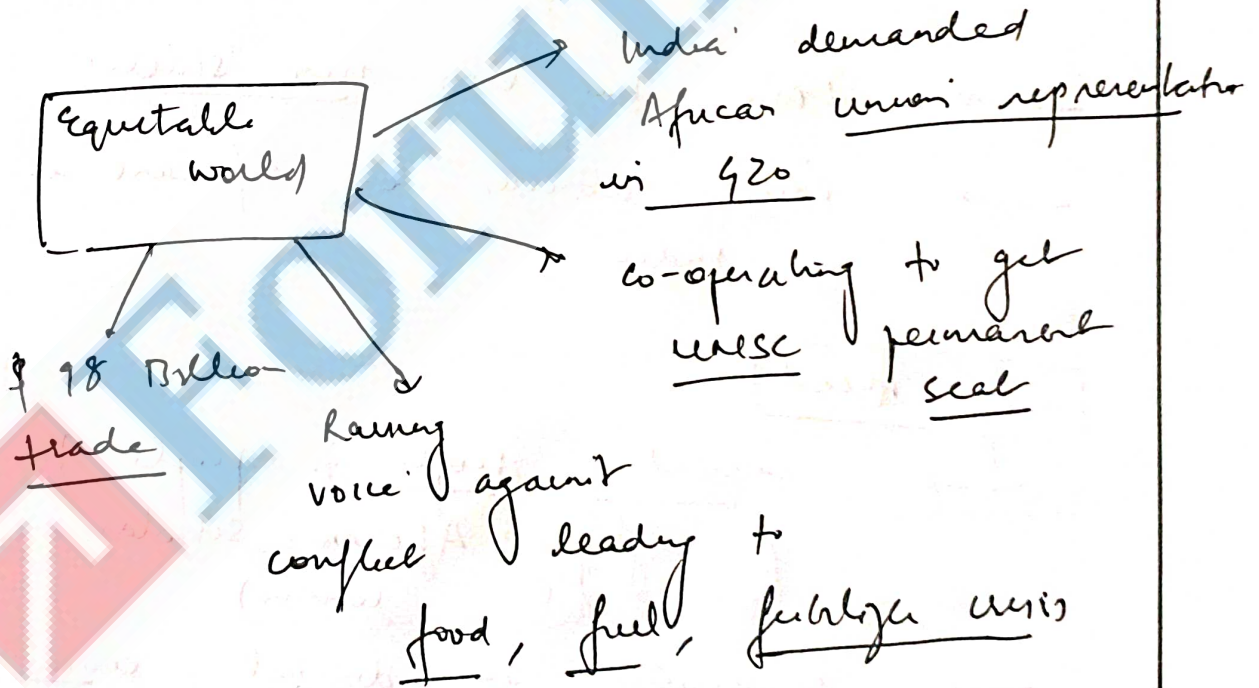 Equitable
world
India demanded
African union representation
in G20
co-operating to get
UNSC permanent
seat
$ 98 Billion
trade
Raising
voice against
conflict leading to
food, fuel, fertilizer crisis
Forum